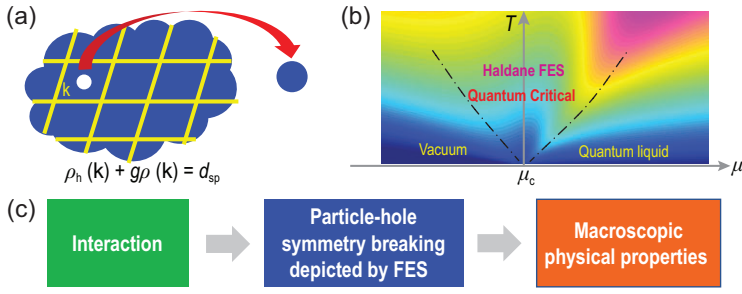 (a)
k
ρh (k) + gρ (k) = dsp
(b)
T
Haldane FES
Quantum Critical
Vacuum
Quantum liquid
μc
μ
(c)
Interaction
Particle-hole
symmetry breaking
depicted by FES
Macroscopic
physical properties